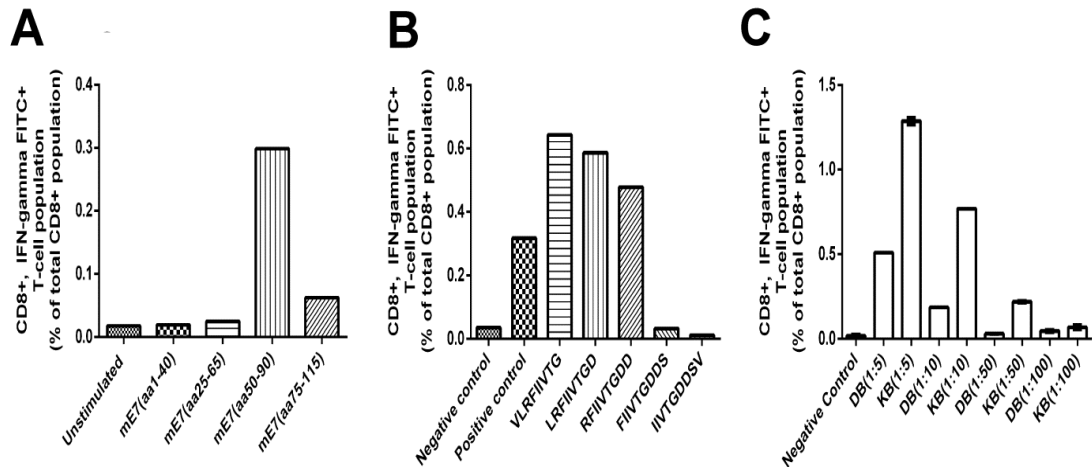 A
B
C
CD8+, IFN-gamma FITC+
T-cell population
(% of total CD8+ population)
0.4
0.3
0.2
0.1
0.0
Unstimulated
mE7(aa1-40)
mE7(aa25-65)
mE7(aa50-90)
mE7(aa75-115)
CD8+, IFN-gamma FITC+
T-cell population
(% of total CD8+ population)
0.8
0.6
0.4
0.2
0.0
Negative control
Positive control
VLRFIIVTG
LRFIIVTGD
RFIIVTGDD
FIIVTGDDS
IIVTGDDSV
CD8+, IFN-gamma FITC+
T-cell population
(% of total CD8+ population)
1.5
1.0
0.5
0.0
Negative Control
DB(1:5)
KB(1:5)
DB(1:10)
KB(1:10)
DB(1:50)
KB(1:50)
DB(1:100)
KB(1:100)